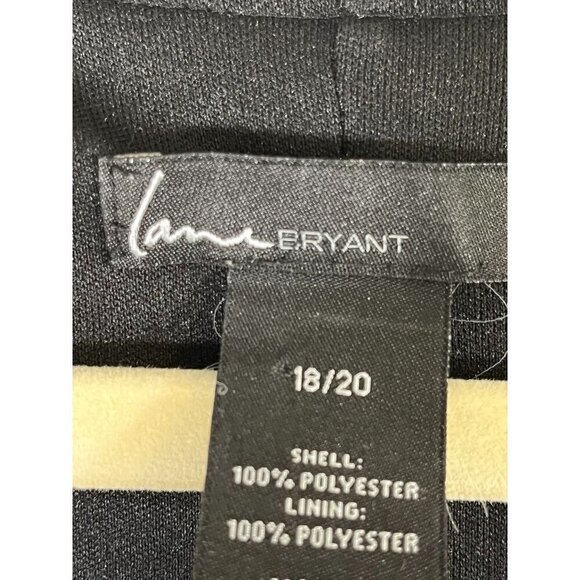 lane BRYANT
18/20
SHELL:
100% POLYESTER
LINING:
100% POLYESTER